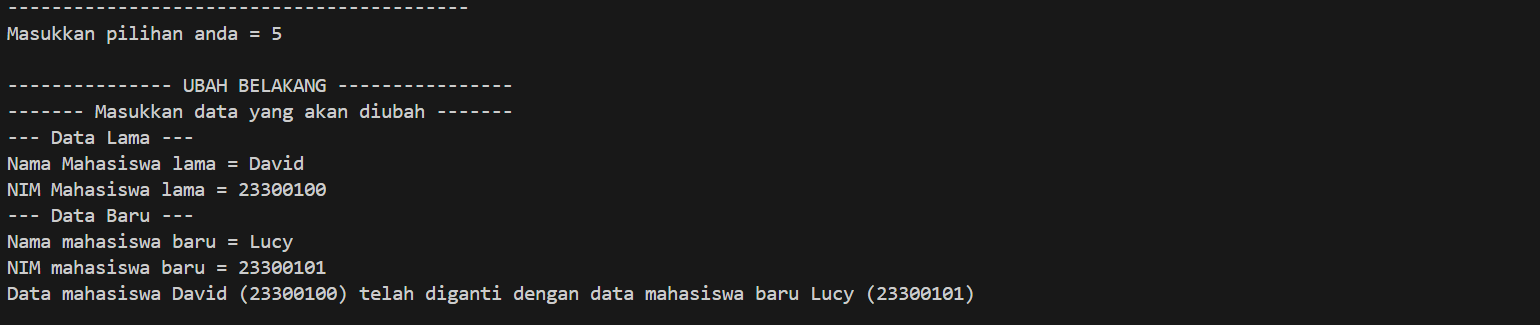 ------------------------------------------
Masukkan pilihan anda = 5
--------------- UBAH BELAKANG ----------------
------- Masukkan data yang akan diubah -------
--- Data Lama ---
Nama Mahasiswa lama = David
NIM Mahasiswa lama = 23300100
--- Data Baru ---
Nama mahasiswa baru = Lucy
NIM mahasiswa baru = 23300101
Data mahasiswa David (23300100) telah diganti dengan data mahasiswa baru Lucy (23300101)